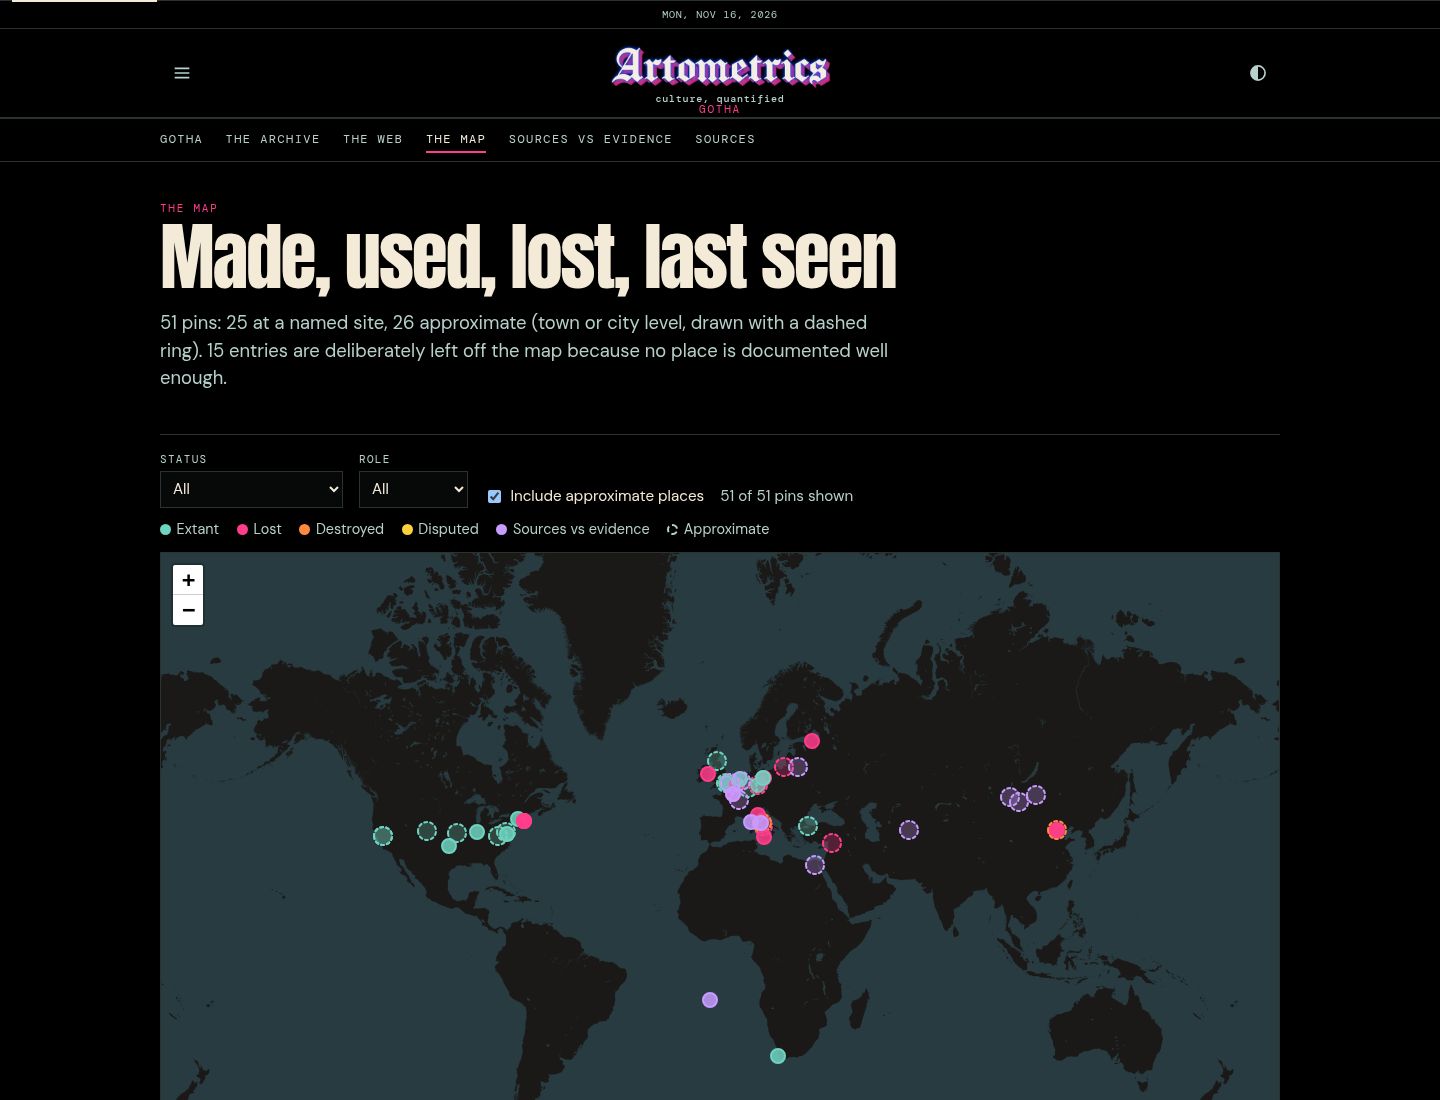 MON, NOV 16, 2026
Artometrics
culture, quantified
GOTHA
GOTHA THE ARCHIVE THE WEB THE MAP SOURCES VS EVIDENCE SOURCES
THE MAP
Made, used, lost, last seen
51 pins: 25 at a named site, 26 approximate (town or city level, drawn with a dashed
ring). 15 entries are deliberately left off the map because no place is documented well
enough.
STATUS ROLE
All All Include approximate places 51 of 51 pins shown
Extant Lost Destroyed Disputed Sources vs evidence Approximate
+
−